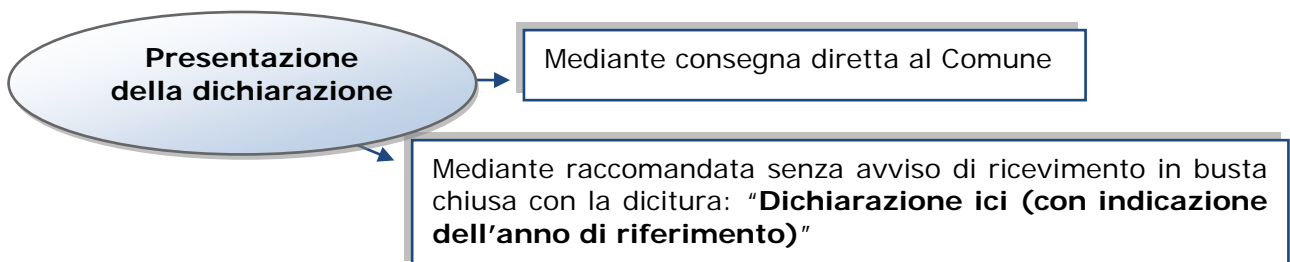 Presentazione
della dichiarazione
Mediante consegna diretta al Comune
Mediante raccomandata senza avviso di ricevimento in busta
chiusa con la dicitura: “Dichiarazione ici (con indicazione
dell’anno di riferimento)”